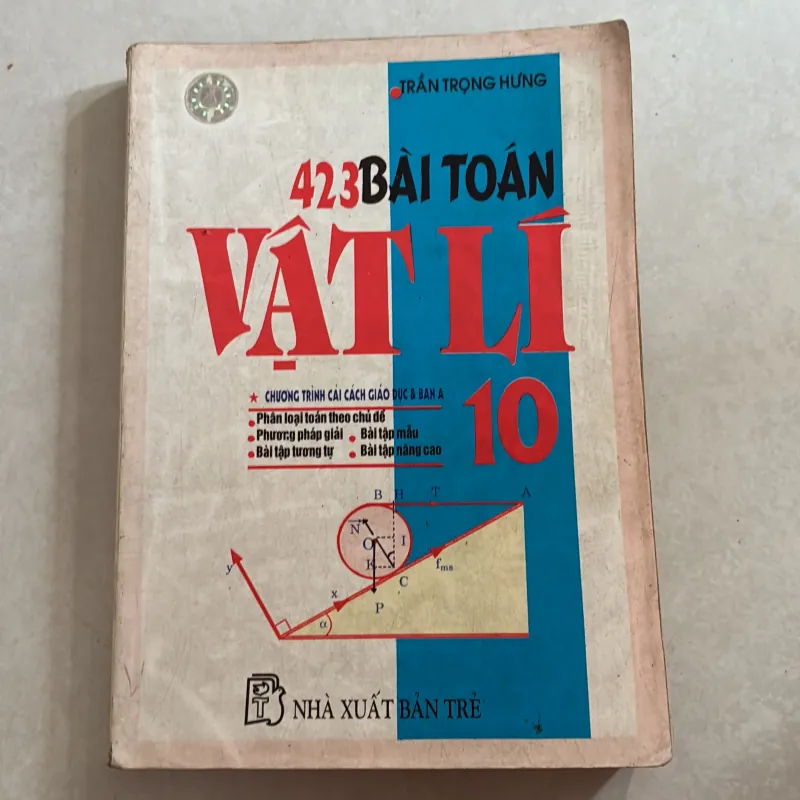 TRẦN TRỌNG HƯNG
423 BÀI TOÁN
VẬT LÍ
10
★ CHƯƠNG TRÌNH CẢI CÁCH GIÁO DỤC & BAN A
• Phân loại toán theo chủ đề
• Phương pháp giải • Bài tập mẫu
• Bài tập tương tự • Bài tập nâng cao
B H T A
N
O I
K
C
fms
y
x
P
α
NHÀ XUẤT BẢN TRẺ